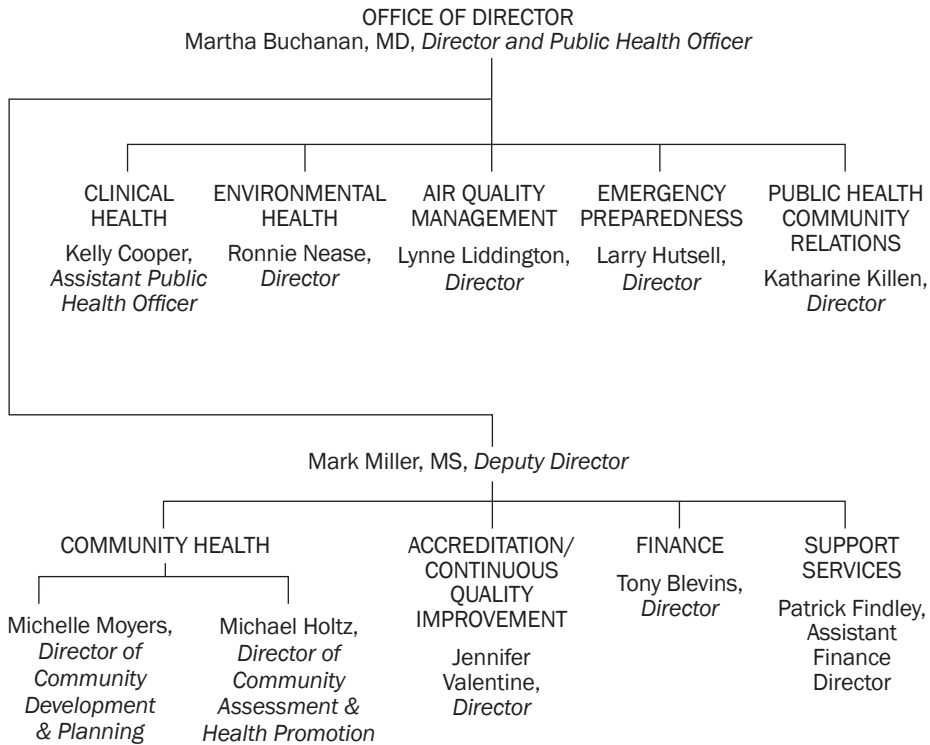 OFFICE OF DIRECTOR
Martha Buchanan, MD, Director and Public Health Officer
CLINICAL
HEALTH
Kelly Cooper,
Assistant Public
Health Officer
ENVIRONMENTAL
HEALTH
Ronnie Nease,
Director
AIR QUALITY
MANAGEMENT
Lynne Liddington,
Director
EMERGENCY
PREPAREDNESS
Larry Hutsell,
Director
PUBLIC HEALTH
COMMUNITY
RELATIONS
Katharine Killen,
Director
Mark Miller, MS, Deputy Director
COMMUNITY HEALTH
Michelle Moyers,
Director of
Community
Development
& Planning
Michael Holtz,
Director of
Community
Assessment &
Health Promotion
ACCREDITATION/
CONTINUOUS
QUALITY
IMPROVEMENT
Jennifer
Valentine,
Director
FINANCE
Tony Blevins,
Director
SUPPORT
SERVICES
Patrick Findley,
Assistant
Finance
Director